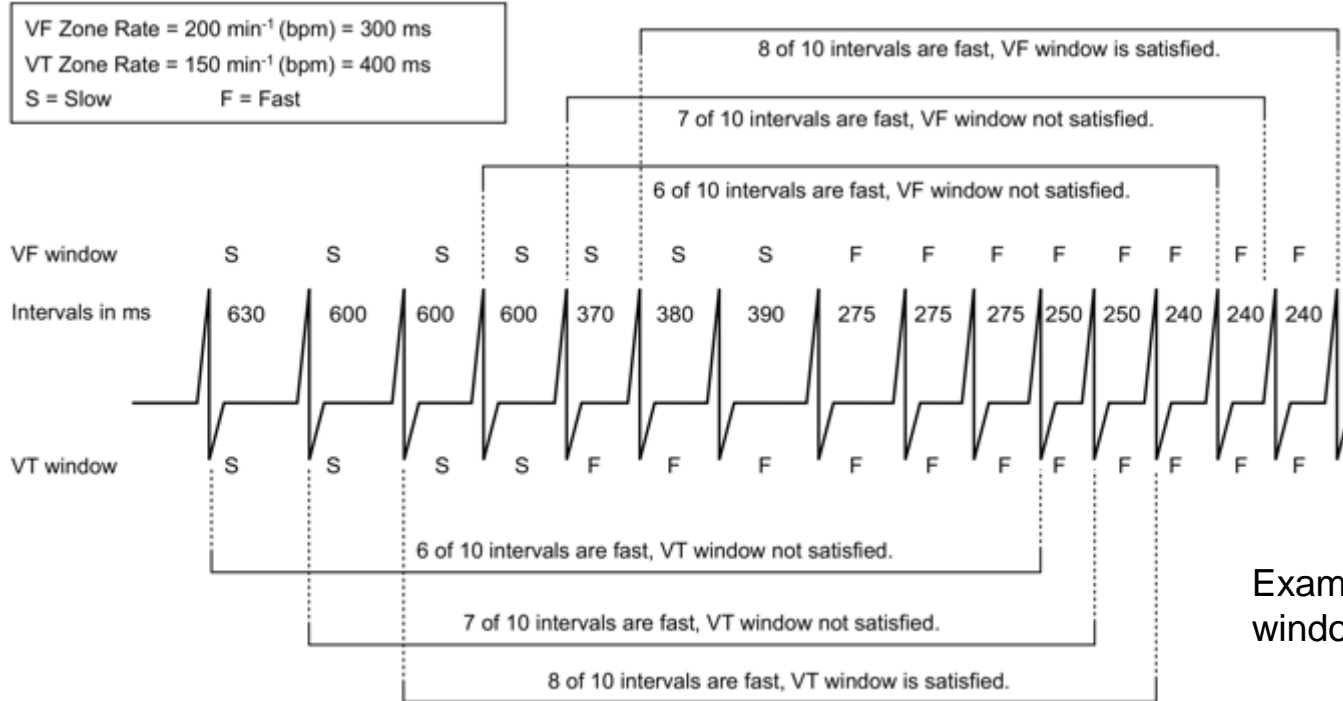 VF Zone Rate = 200 min⁻¹ (bpm) = 300 ms
VT Zone Rate = 150 min⁻¹ (bpm) = 400 ms
S = Slow F = Fast
8 of 10 intervals are fast, VF window is satisfied.
7 of 10 intervals are fast, VF window not satisfied.
6 of 10 intervals are fast, VF window not satisfied.
VF window S S S S S S S F F F F F F F F
Intervals in ms 630 600 600 600 370 380 390 275 275 275 250 250 240 240 240
VT window S S S S F F F F F F F F F F F
6 of 10 intervals are fast, VT window not satisfied.
7 of 10 intervals are fast, VT window not satisfied.
8 of 10 intervals are fast, VT window is satisfied.
Exam
windo